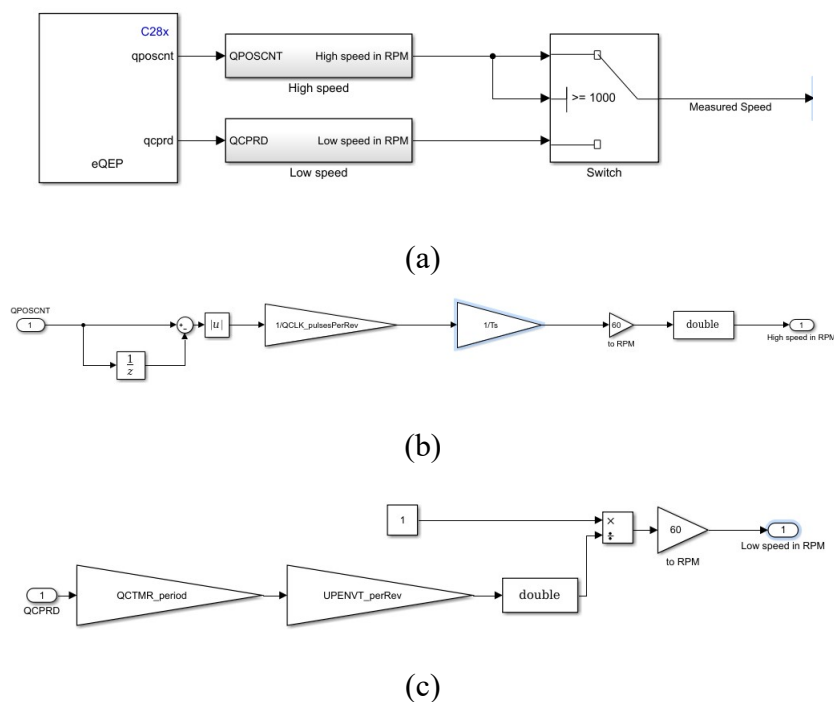 C28x
qposcnt
qcprd
eQEP
QPOSCNT High speed in RPM
High speed
QCPRD Low speed in RPM
Low speed
>= 1000
Switch
Measured Speed
(a)
QPOSCNT
1
+
-
1
z
|u|
1/QCLK_pulsesPerRev
1/Ts
60
to RPM
double
1
High speed in RPM
(b)
1
QCPRD
QCTMR_period
UPENVT_perRev
double
1
×
÷
60
to RPM
1
Low speed in RPM
(c)